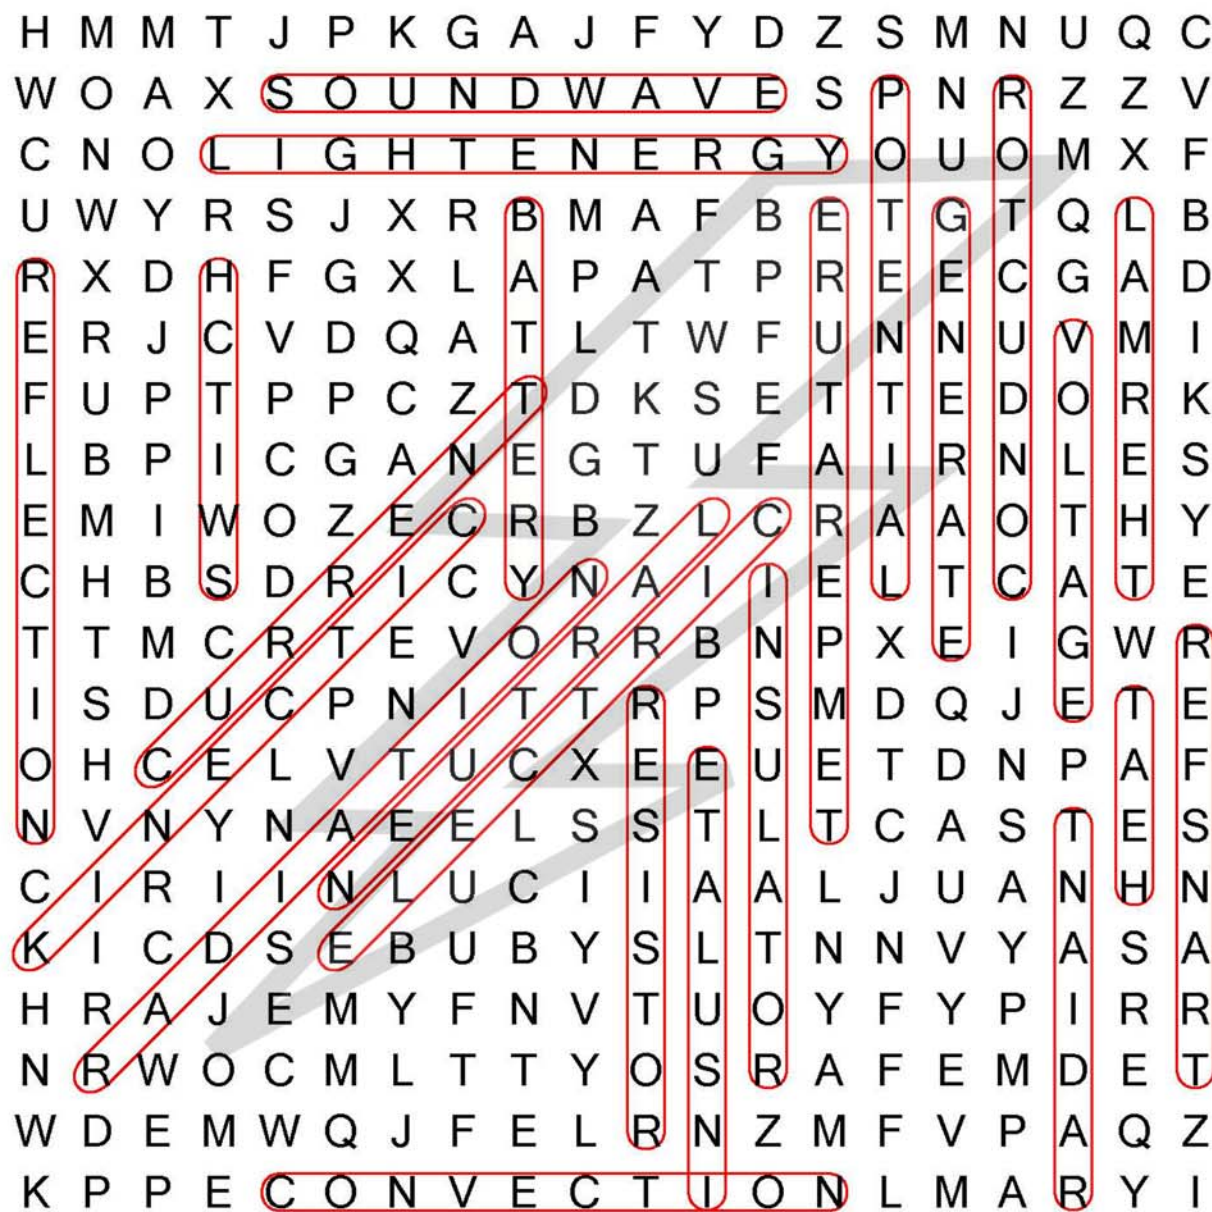 H M M T J P K G A J F Y D Z S M N U Q C
W O A X S O U N D W A V E S P N R Z Z V
C N O L I G H T E N E R G Y O U O M X F
U W Y R S J X R B M A F B E T G T Q L B
R X D H F G X L A P A T P R E E C G A D
E R J C V D Q A T L T W F U N N U V M I
F U P T P P C Z T D K S E T T E D O R K
L B P I C G A N E G T U F A I R N L E S
E M I W O Z E C R B Z L C R A A O T H Y
C H B S D R I C Y N A I I E L T C A T E
T T M C R T E V O R R B N P X E I G W R
I S D U C P N I T T R P S M D Q J E T E
O H C E L V T U C X E E U E T D N P A F
N V N Y N A E E L S S T L T C A S T E S
C I R I I N L U C I I A A L J U A N H N
K I C D S E B U B Y S L T N N V Y A S A
H R A J E M Y F N V T U O Y F Y P I R R
N R W O C M L T T Y O S R A F E M D E T
W D E M W Q J F E L R N Z M F V P A Q Z
K P P E C O N V E C T I O N L M A R Y I